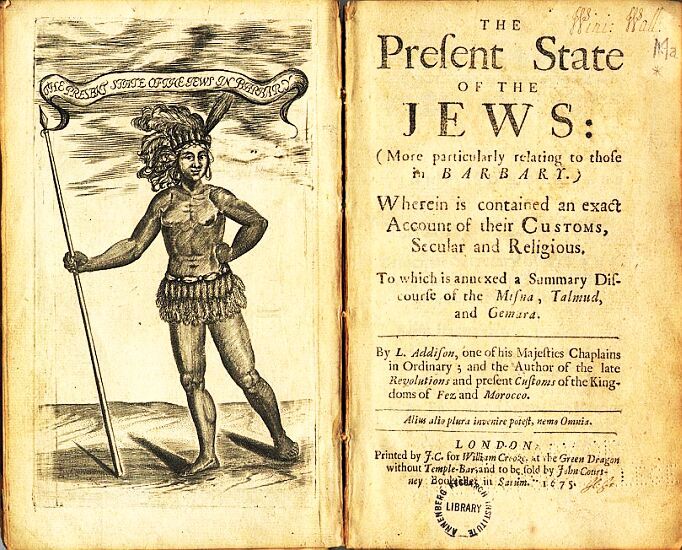 THE PRESENT STATE OF THE JEWS IN BARBARY
THE
Preſent State
OF THE
JEWS:
(More particularly relating to thoſe
in BARBARY.)
Wherein is contained an exact
Account of their CUSTOMS,
Secular and Religious.
To which is annexed a Summary Diſ-
courſe of the Miſna, Talmud,
and Gemara.
By L. Addiſon, one of his Majeſties Chaplains
in Ordinary; and the Author of the late
Revolutions and preſent Cuſtoms of the King-
doms of Fez and Morocco.
Alius alio plura invenire poteſt, nemo Omnia.
LONDON,
Printed by J.C. for William Crooke, at the Green Dragon
without Temple-Bar, and to be ſold by John Court-
ney Bookſeller in Sarum. 1675
ANNENBERG RESEARCH INSTITUTE
LIBRARY